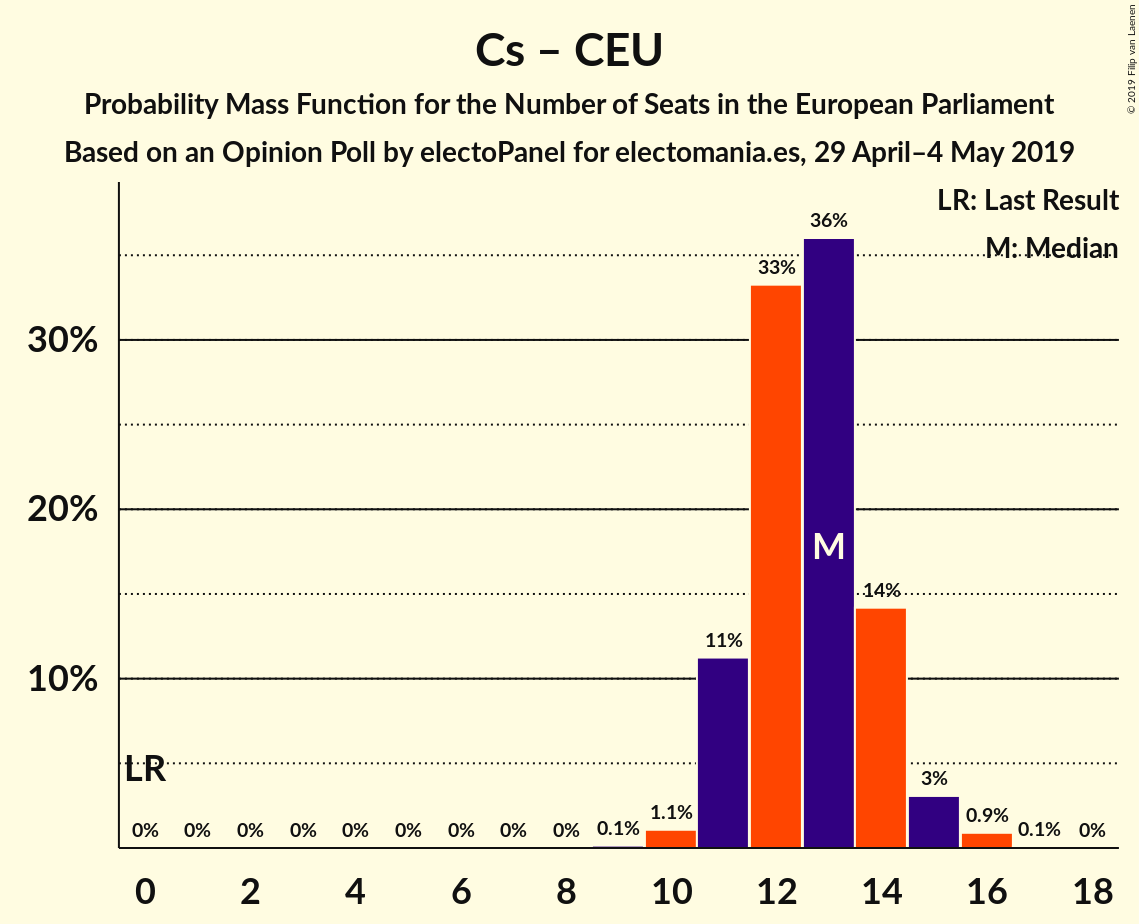 Cs – CEU
Probability Mass Function for the Number of Seats in the European Parliament
Based on an Opinion Poll by electoPanel for electomania.es, 29 April–4 May 2019
© 2019 Filip van Laenen
LR: Last Result
M: Median
36%
33%
30%
20%
M
14%
11%
10%
LR
3%
0% 0% 0% 0% 0% 0% 0% 0% 0% 0.1% 1.1% 0.9% 0.1% 0%
0 2 4 6 8 10 12 14 16 18